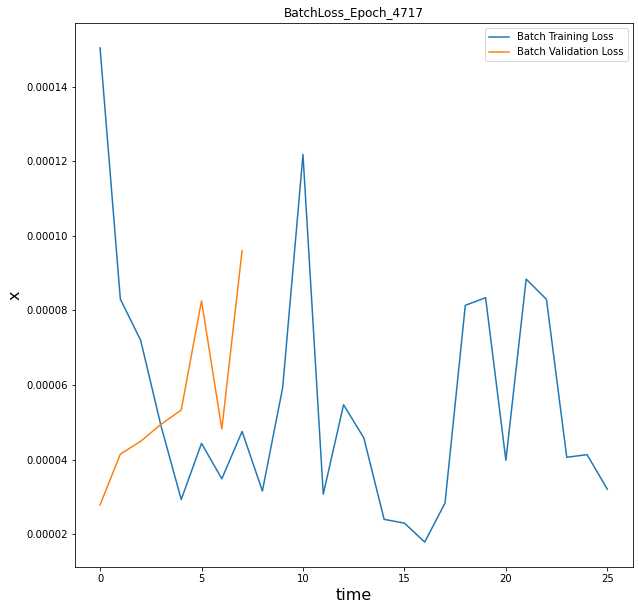 BatchLoss_Epoch_4717
Batch Training Loss
Batch Validation Loss
0.00014
0.00012
0.00010
0.00008
0.00006
0.00004
0.00002
x
0 5 10 15 20 25
time